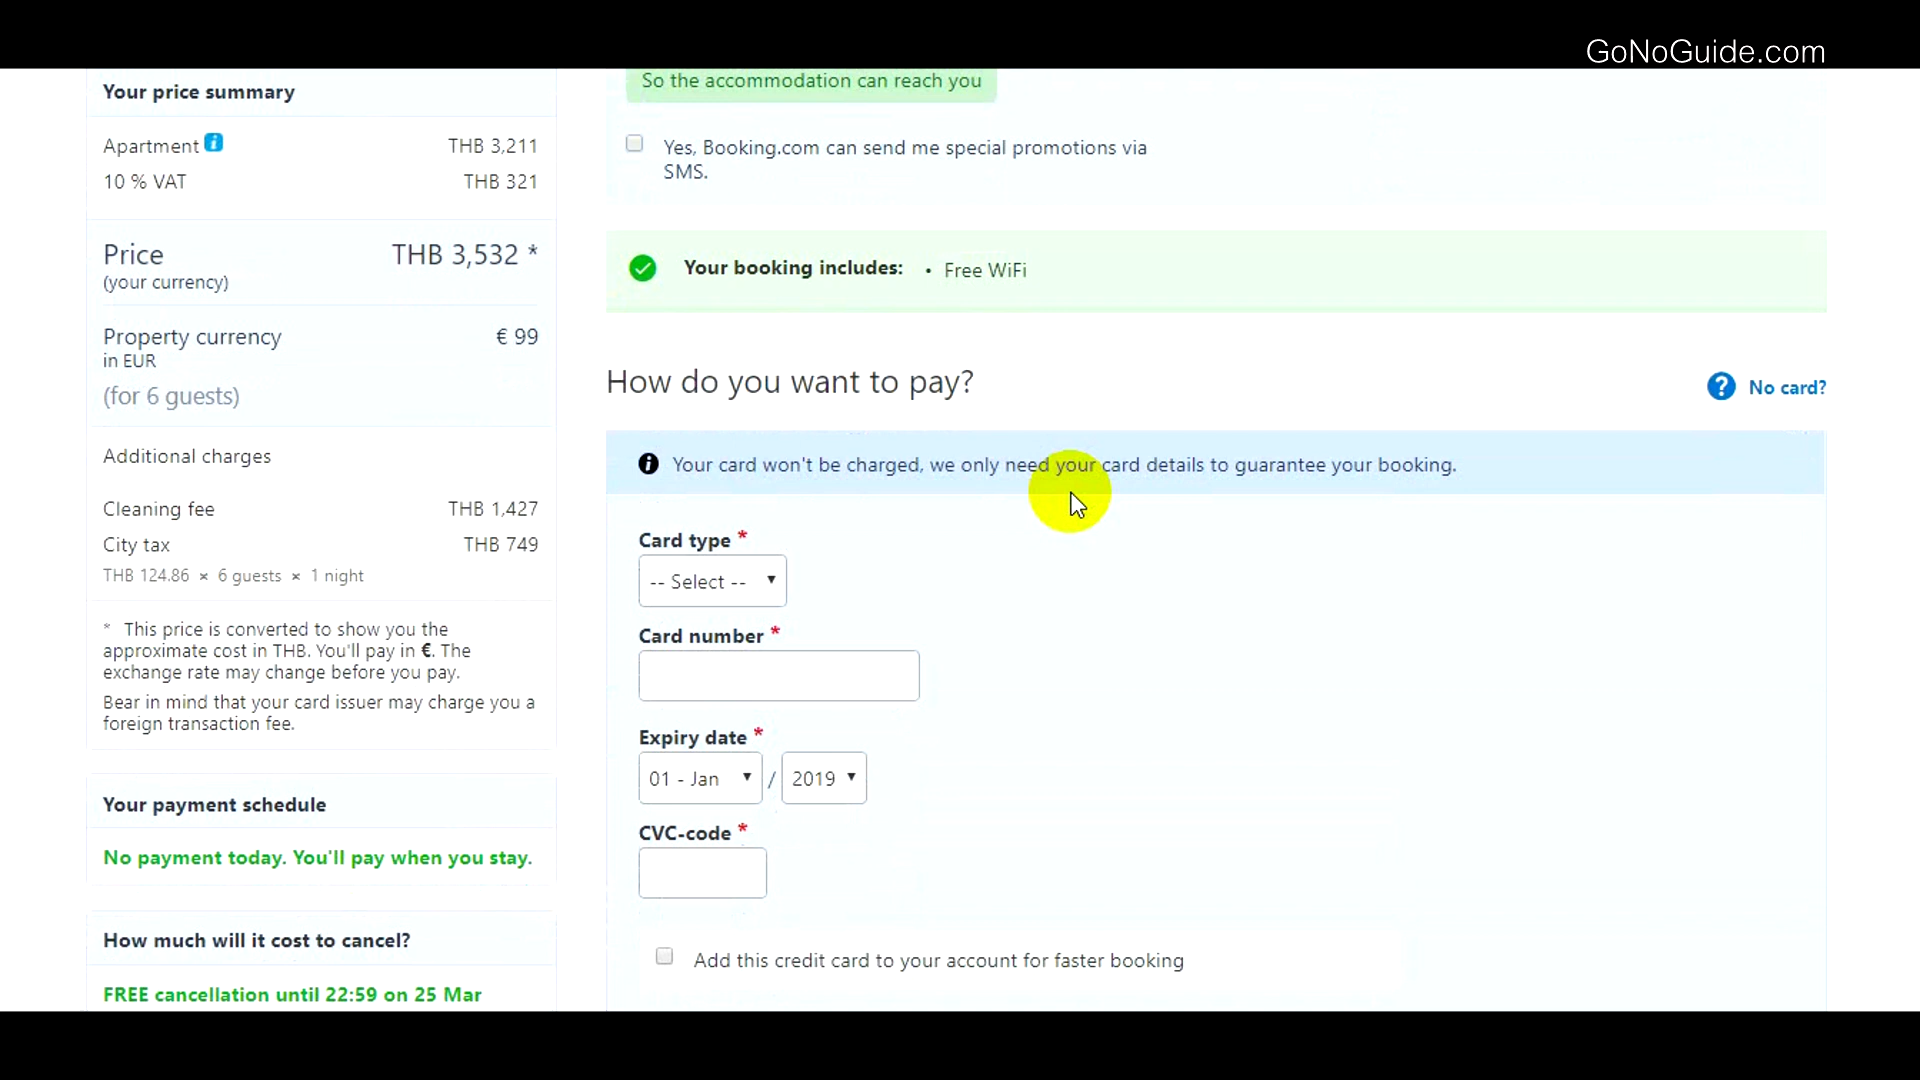 GoNoGuide.com
Your price summary
Apartment THB 3,211
10 % VAT THB 321
Price THB 3,532 *
(your currency)
Property currency € 99
in EUR
(for 6 guests)
Additional charges
Cleaning fee THB 1,427
City tax THB 749
THB 124.86 × 6 guests × 1 night
* This price is converted to show you the
approximate cost in THB. You'll pay in €. The
exchange rate may change before you pay.
Bear in mind that your card issuer may charge you a
foreign transaction fee.
Your payment schedule
No payment today. You'll pay when you stay.
How much will it cost to cancel?
FREE cancellation until 22:59 on 25 Mar
So the accommodation can reach you
Yes, Booking.com can send me special promotions via
SMS.
Your booking includes: • Free WiFi
How do you want to pay?
? No card?
i Your card won't be charged, we only need your card details to guarantee your booking.
Card type *
-- Select --
Card number *
Expiry date *
01 - Jan / 2019
CVC-code *
Add this credit card to your account for faster booking